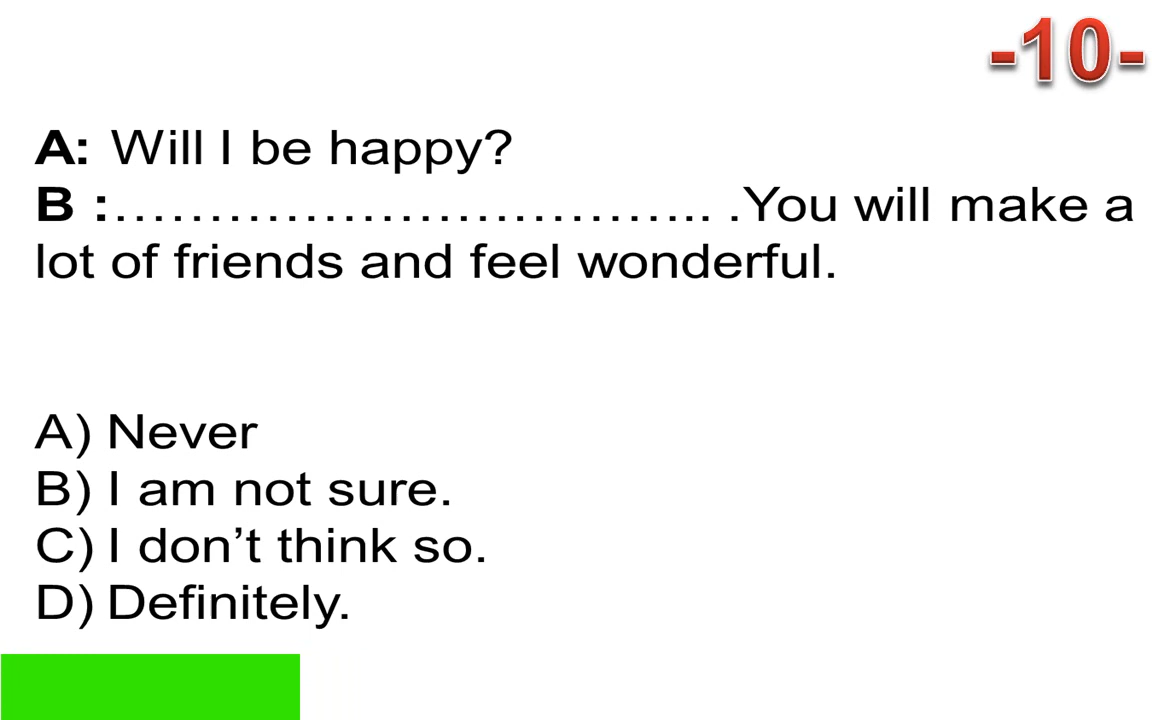 -10-
A: Will I be happy?
B :…………………………….. .You will make a
lot of friends and feel wonderful.
A) Never
B) I am not sure.
C) I don’t think so.
D) Definitely.